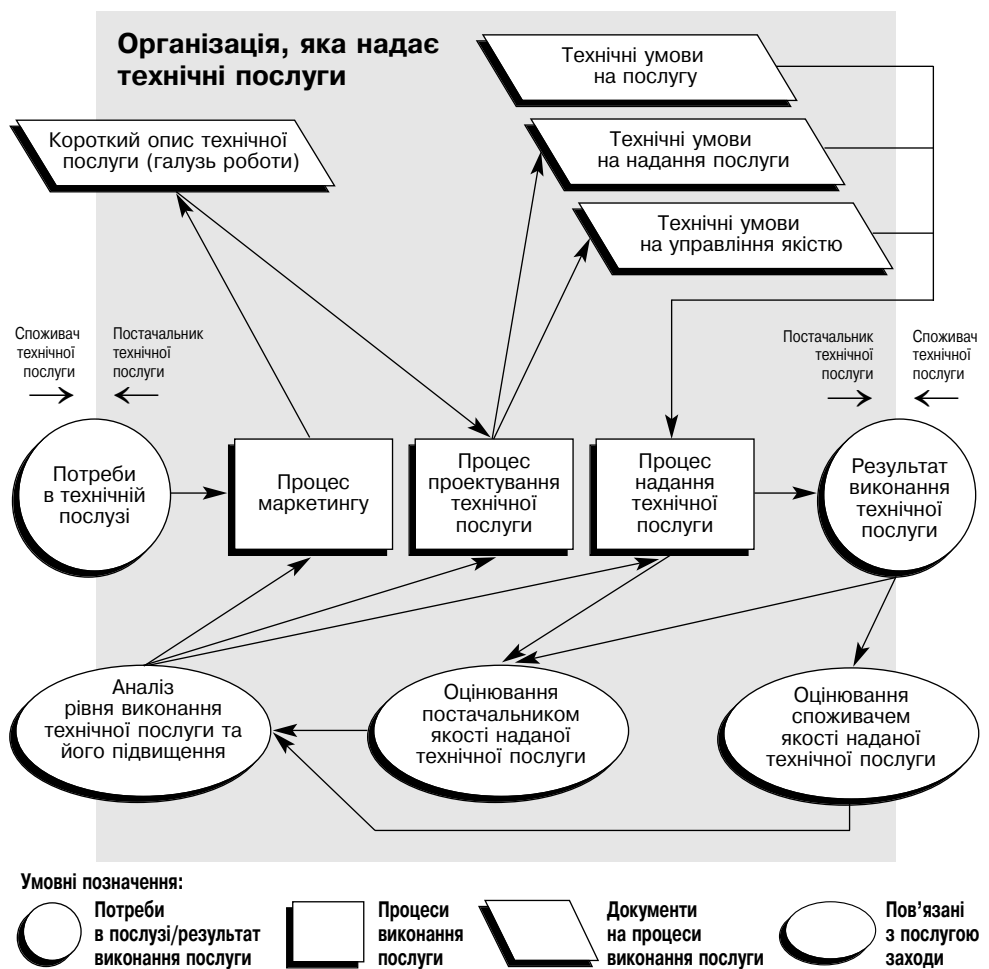 Організація, яка надає
технічні послуги
Технічні умови
на послугу
Технічні умови
на надання послуги
Технічні умови
на управління якістю
Короткий опис технічної
послуги (галузь роботи)
Споживач
технічної
послуги
Постачальник
технічної
послуги
Постачальник
технічної
послуги
Споживач
технічної
послуги
Потреби
в технічній
послузі
Процес
маркетингу
Процес
проектування
технічної
послуги
Процес
надання
технічної
послуги
Результат
виконання
технічної
послуги
Аналіз
рівня виконання
технічної послуги та
його підвищення
Оцінювання
постачальником
якості наданої
технічної послуги
Оцінювання
споживачем
якості наданої
технічної послуги
Умовні позначення:
Потреби
в послузі/результат
виконання послуги
Процеси
виконання
послуги
Документи
на процеси
виконання послуги
Пов’язані
з послугою
заходи